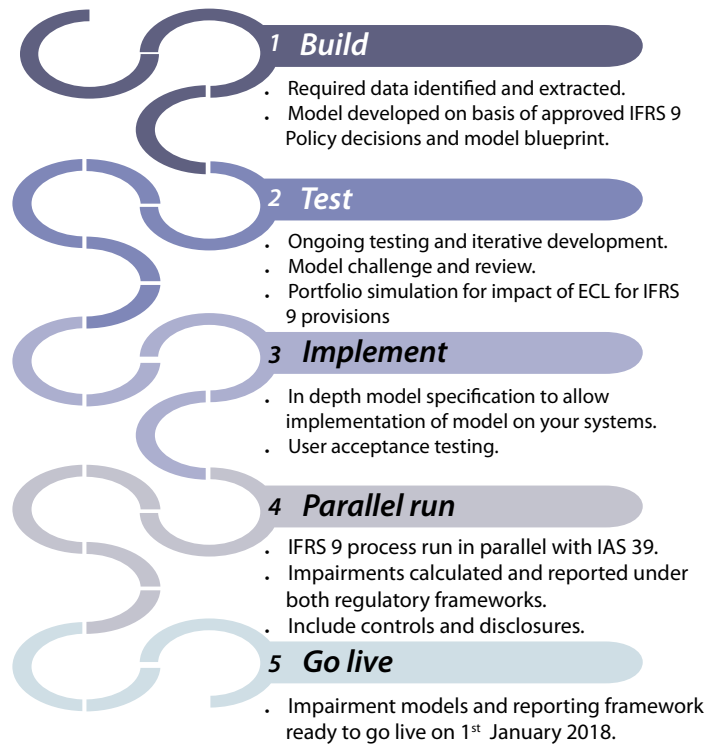 1 Build
. Required data identified and extracted.
. Model developed on basis of approved IFRS 9
Policy decisions and model blueprint.
2 Test
. Ongoing testing and iterative development.
. Model challenge and review.
. Portfolio simulation for impact of ECL for IFRS
9 provisions
3 Implement
. In depth model specification to allow
implementation of model on your systems.
. User acceptance testing.
4 Parallel run
. IFRS 9 process run in parallel with IAS 39.
. Impairments calculated and reported under
both regulatory frameworks.
. Include controls and disclosures.
5 Go live
. Impairment models and reporting framework
ready to go live on 1st January 2018.